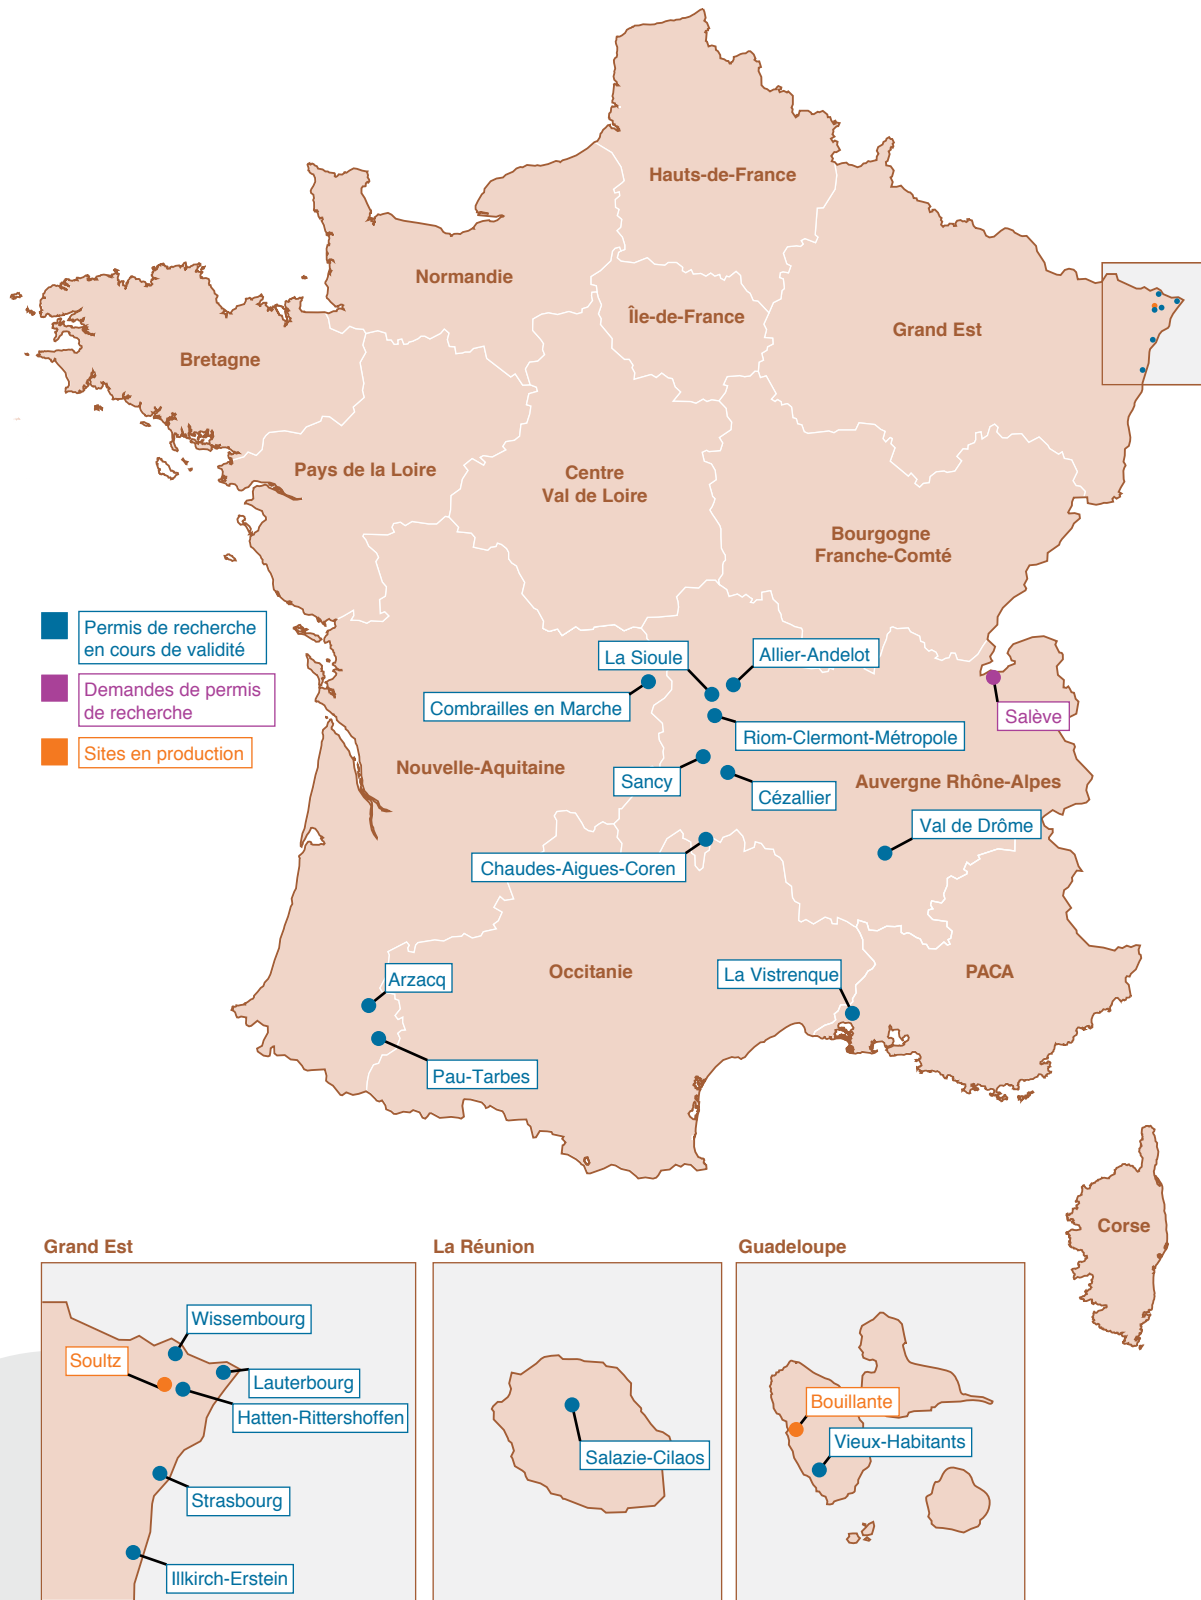 Hauts-de-France
Normandie
Île-de-France
Grand Est
Bretagne
Pays de la Loire
Centre
Val de Loire
Bourgogne
Franche-Comté
Permis de recherche
en cours de validité
Demandes de permis
de recherche
Sites en production
La Sioule
Allier-Andelot
Combrailles en Marche
Salève
Riom-Clermont-Métropole
Nouvelle-Aquitaine
Sancy
Cézallier
Auvergne Rhône-Alpes
Val de Drôme
Chaudes-Aigues-Coren
Arzacq
Occitanie
La Vistrenque
PACA
Pau-Tarbes
Corse
Grand Est
Wissembourg
Soultz
Lauterbourg
Hatten-Rittershoffen
Strasbourg
Illkirch-Erstein
La Réunion
Salazie-Cilaos
Guadeloupe
Bouillante
Vieux-Habitants